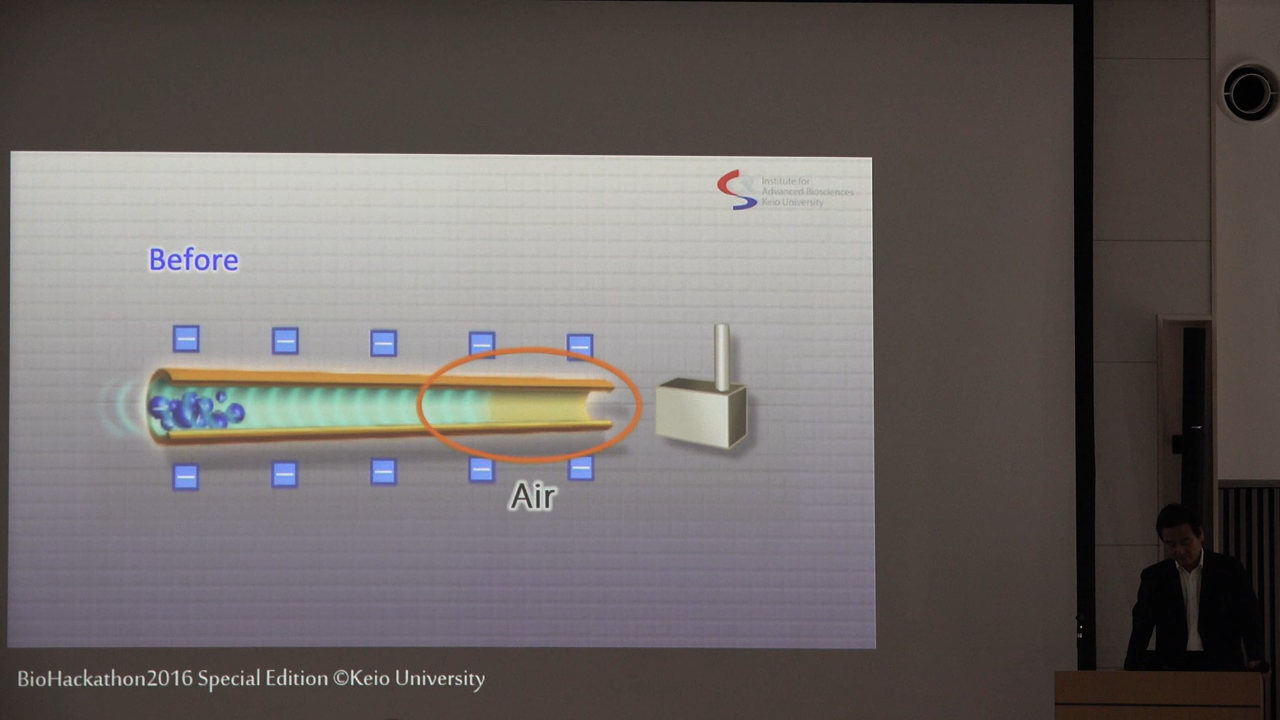 Institute for
Advanced Biosciences
Keio University
Before
Air
BioHackathon2016 Special Edition ©Keio University